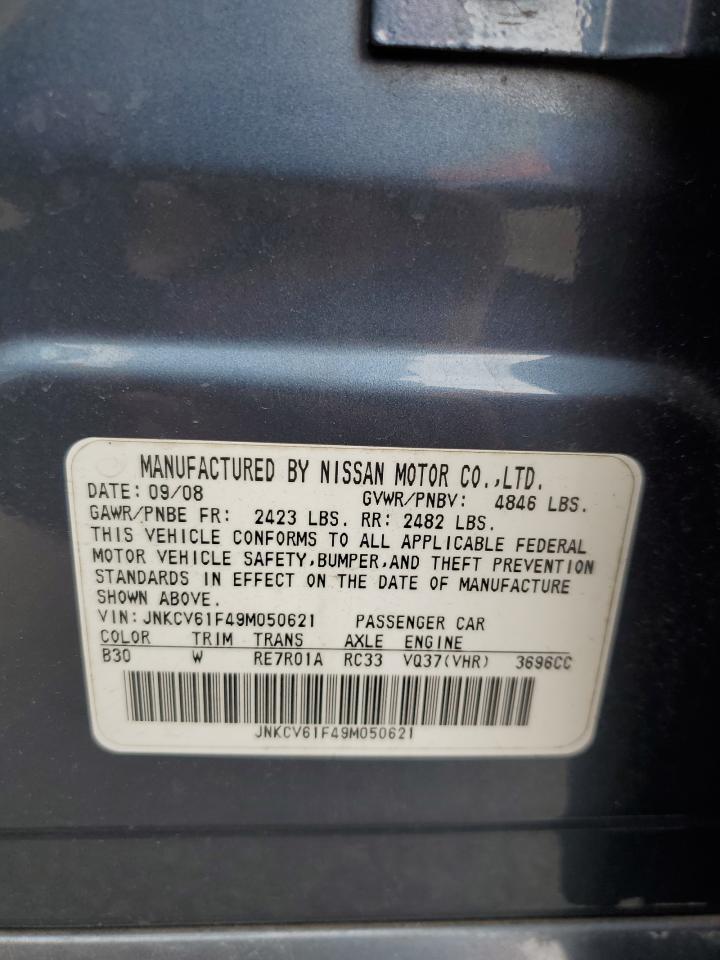 MANUFACTURED BY NISSAN MOTOR CO.,LTD.
DATE: 09/08 GVWR/PNBV: 4846 LBS.
GAWR/PNBE FR: 2423 LBS. RR: 2482 LBS.
THIS VEHICLE CONFORMS TO ALL APPLICABLE FEDERAL
MOTOR VEHICLE SAFETY,BUMPER,AND THEFT PREVENTION
STANDARDS IN EFFECT ON THE DATE OF MANUFACTURE
SHOWN ABOVE.
VIN:JNKCV61F49M050621 PASSENGER CAR
COLOR TRIM TRANS AXLE ENGINE
B30 W RE7R01A RC33 VQ37(VHR) 3696CC
JNKCV61F49M050621